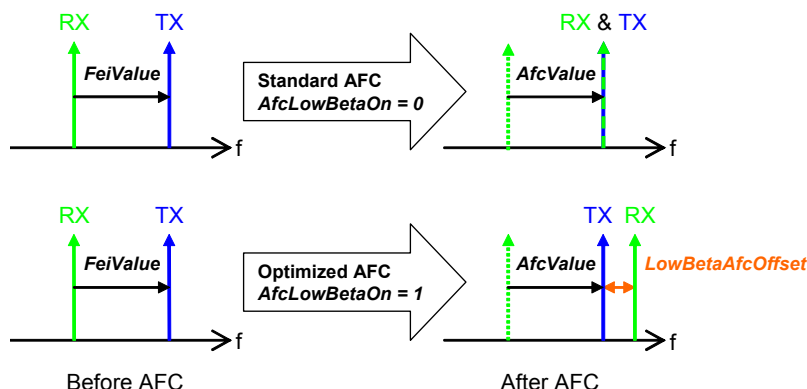 RX TX
FeiValue
f
Standard AFC
AfcLowBetaOn = 0
RX & TX
AfcValue
f
RX TX
FeiValue
f
Optimized AFC
AfcLowBetaOn = 1
TX RX
AfcValue
LowBetaAfcOffset
f
Before AFC
After AFC